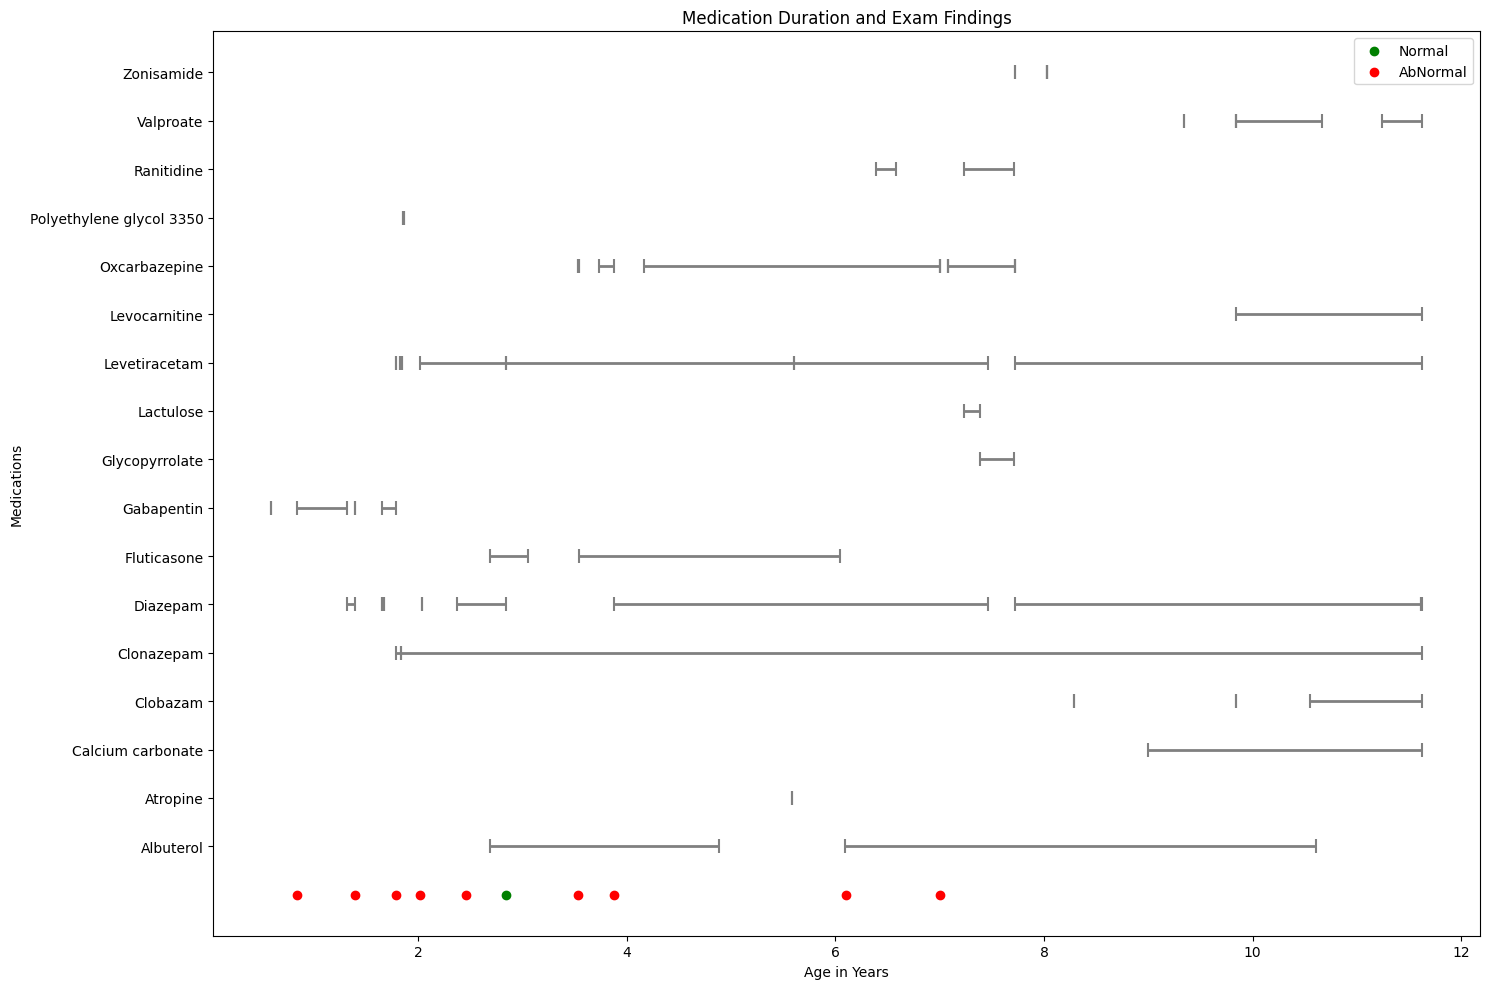 Medication Duration and Exam Findings
Normal
AbNormal
Zonisamide
Valproate
Ranitidine
Polyethylene glycol 3350
Oxcarbazepine
Levocarnitine
Levetiracetam
Lactulose
Glycopyrrolate
Gabapentin
Fluticasone
Diazepam
Clonazepam
Clobazam
Calcium carbonate
Atropine
Albuterol
Medications
2 4 6 8 10 12
Age in Years